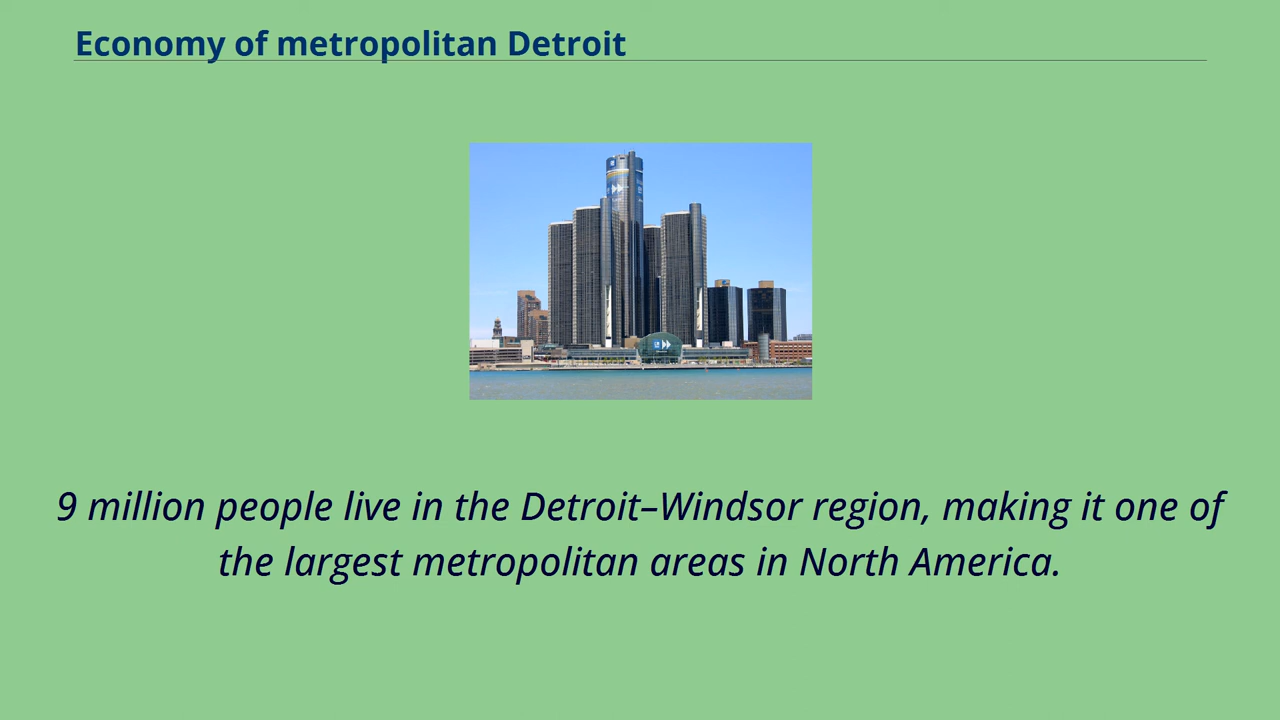 Economy of metropolitan Detroit
9 million people live in the Detroit–Windsor region, making it one of
the largest metropolitan areas in North America.